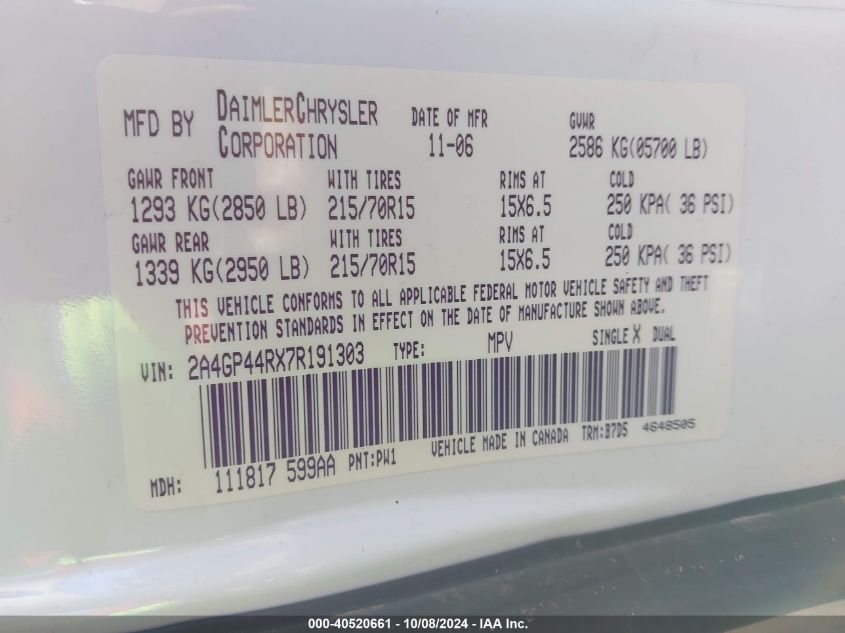 MFD BY DAIMLERCHRYSLER CORPORATION DATE OF MFR 11-06 GVWR 2586 KG(05700 LB)
GAWR FRONT WITH TIRES RIMS AT COLD
1293 KG(2850 LB) 215/70R15 15X6.5 250 KPA( 36 PSI)
GAWR REAR WITH TIRES RIMS AT COLD
1339 KG(2950 LB) 215/70R15 15X6.5 250 KPA( 36 PSI)
THIS VEHICLE CONFORMS TO ALL APPLICABLE FEDERAL MOTOR VEHICLE SAFETY AND THEFT
PREVENTION STANDARDS IN EFFECT ON THE DATE OF MANUFACTURE SHOWN ABOVE.
VIN: 2A4GP44RX7R191303 TYPE: MPV SINGLE X DUAL
MDH: 111817 599AA PNT:PW1 VEHICLE MADE IN CANADA TRM:B7D5 4648505
000-40520661 - 10/08/2024 - IAA Inc.